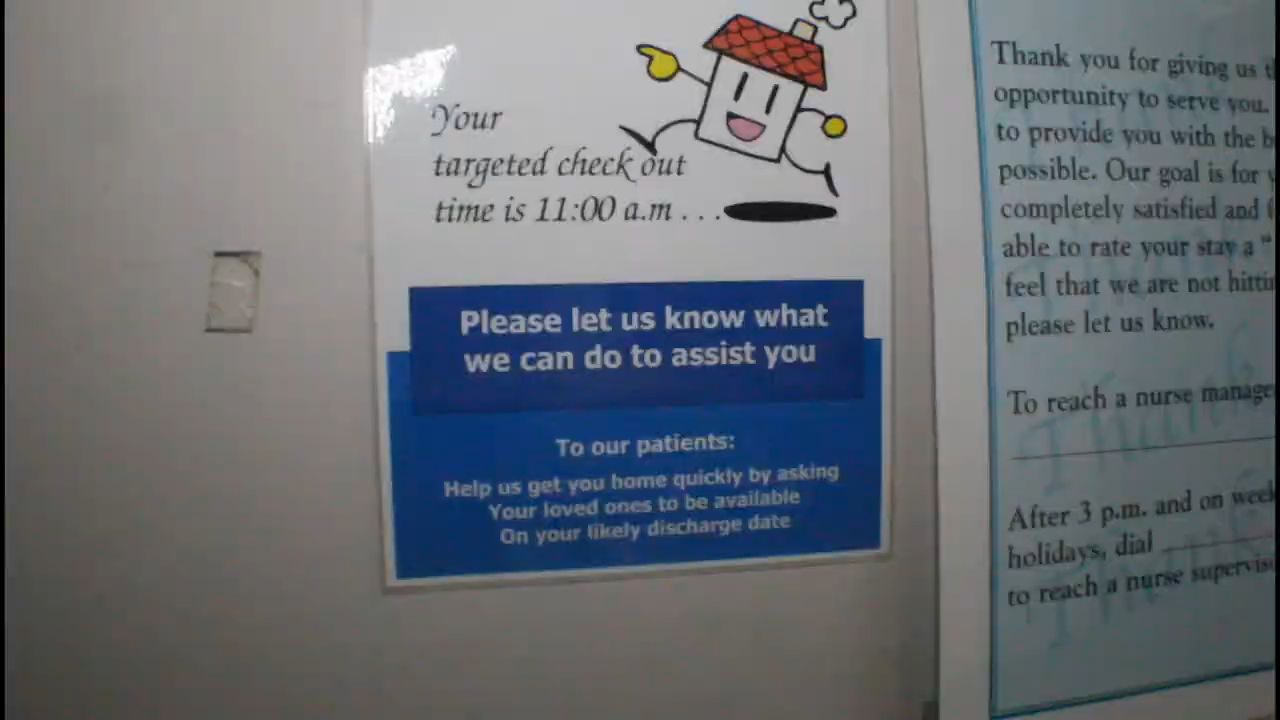 Your
targeted check out
time is 11:00 a.m . . .
Please let us know what
we can do to assist you
To our patients:
Help us get you home quickly by asking
Your loved ones to be available
On your likely discharge date
Thank you for giving us
opportunity to serve you.
to provide you with the
possible. Our goal is for
completely satisfied and
able to rate your stay a "
feel that we are not
please let us know.
To reach a nurse
After 3 p.m. and on
holidays, dial
to reach a nurse